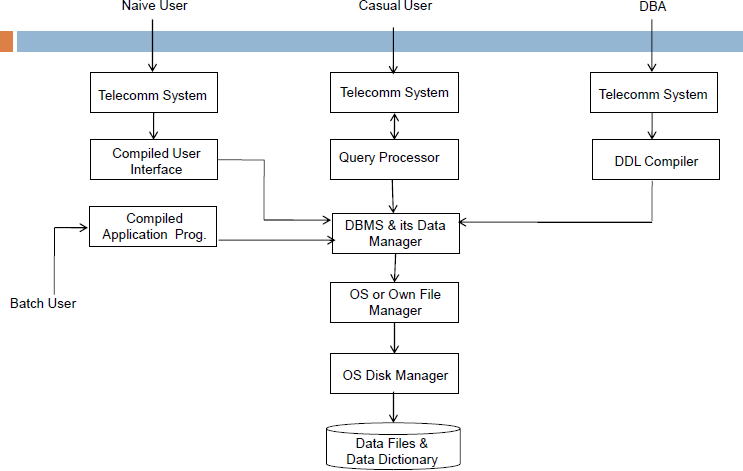 Naive User
Casual User
DBA
Telecomm System
Telecomm System
Telecomm System
Compiled User
Interface
Query Processor
DDL Compiler
Compiled
Application Prog.
DBMS & its Data
Manager
Batch User
OS or Own File
Manager
OS Disk Manager
Data Files &
Data Dictionary